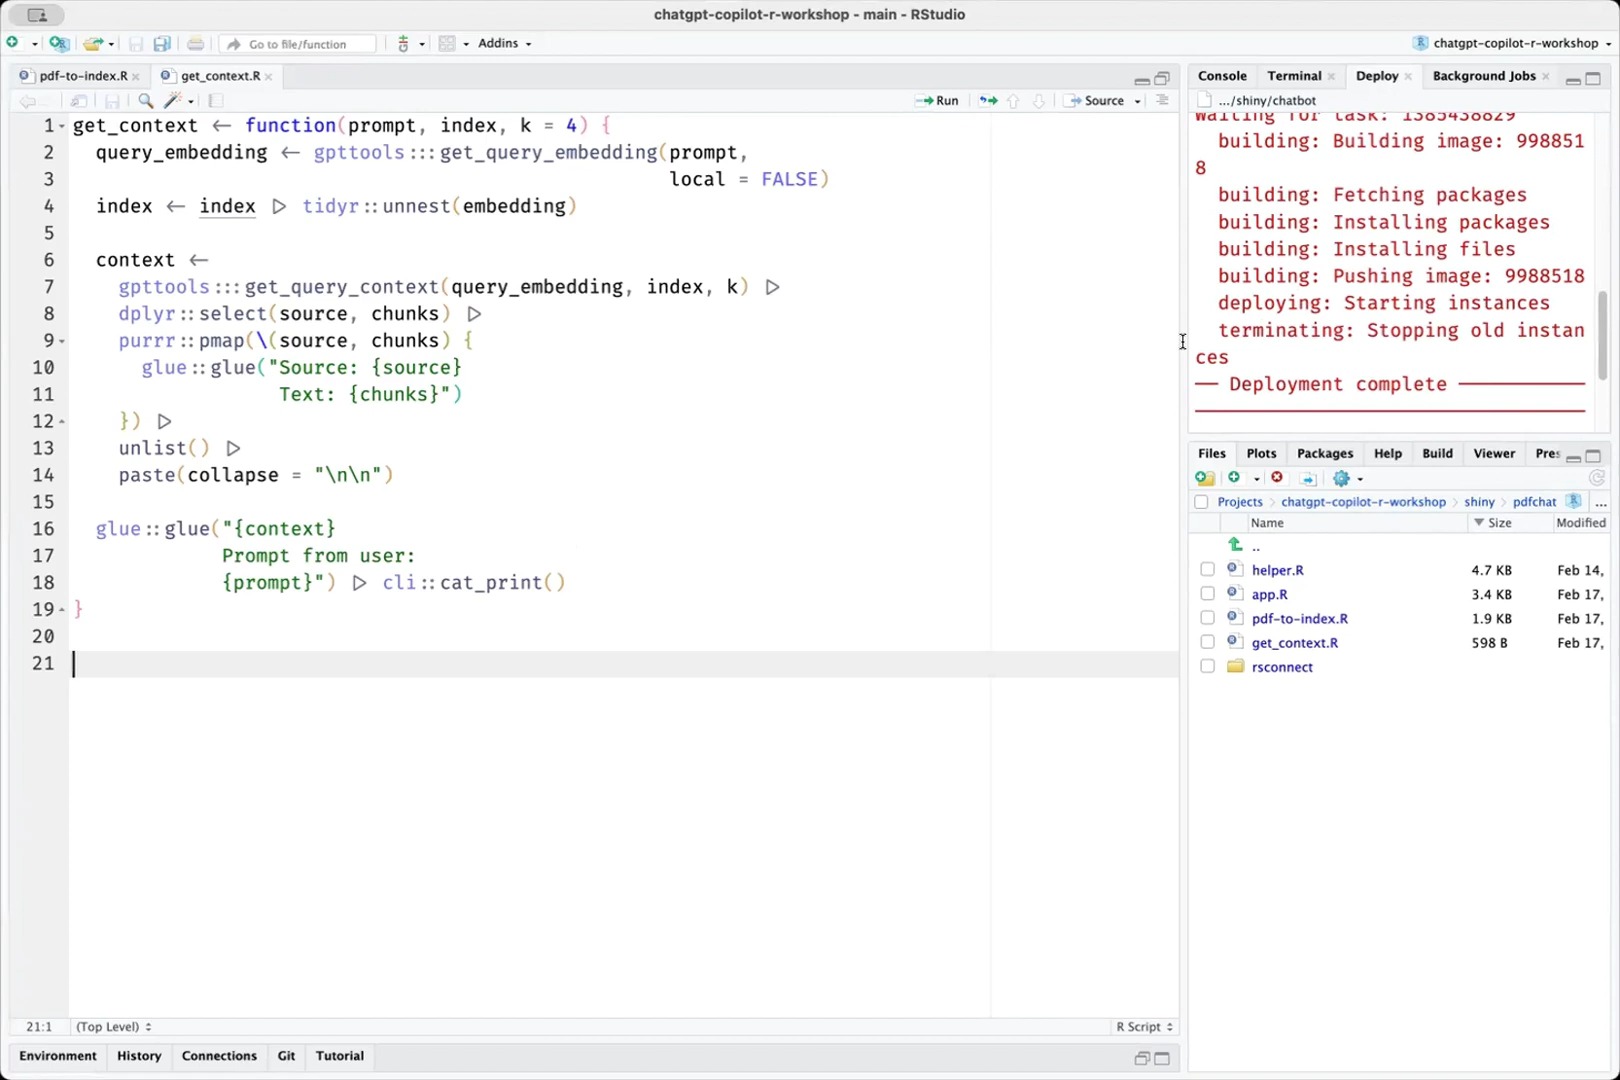 chatgpt-copilot-r-workshop - main - RStudio
Go to file/function
Addins
chatgpt-copilot-r-workshop
pdf-to-index.R
get_context.R
Run
Source
1 get_context <- function(prompt, index, k = 4) {
2 query_embedding <- gpttools:::get_query_embedding(prompt,
3 local = FALSE)
4 index <- index |> tidyr::unnest(embedding)
5
6 context <-
7 gpttools:::get_query_context(query_embedding, index, k) |>
8 dplyr::select(source, chunks) |>
9 purrr::pmap(\(source, chunks) {
10 glue::glue("Source: {source}
11 Text: {chunks}")
12 }) |>
13 unlist() |>
14 paste(collapse = "\n\n")
15
16 glue::glue("{context}
17 Prompt from user:
18 {prompt}") |> cli::cat_print()
19 }
20
21
21:1
(Top Level)
R Script
Environment
History
Connections
Git
Tutorial
Console
Terminal
Deploy
Background Jobs
.../shiny/chatbot
Waiting for task: 1385438829
building: Building image: 998851
8
building: Fetching packages
building: Installing packages
building: Installing files
building: Pushing image: 9988518
deploying: Starting instances
terminating: Stopping old instan
ces
── Deployment complete ──
Files
Plots
Packages
Help
Build
Viewer
Pres
Projects > chatgpt-copilot-r-workshop > shiny > pdfchat
...
Name
Size
Modified
..
helper.R 4.7 KB Feb 14,
app.R 3.4 KB Feb 17,
pdf-to-index.R 1.9 KB Feb 17,
get_context.R 598 B Feb 17,
rsconnect